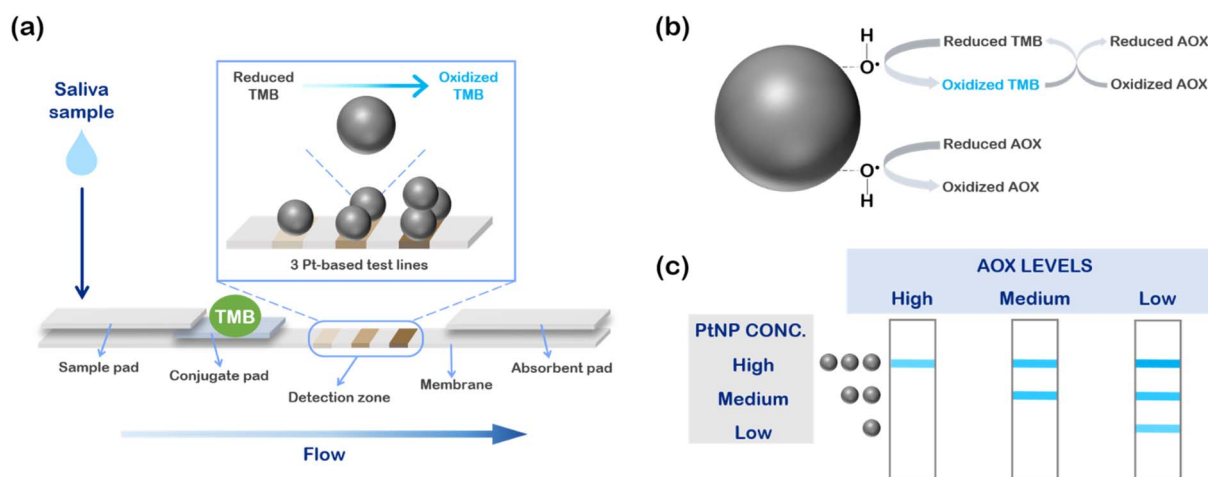 (a)
Saliva
sample
Reduced
TMB
Oxidized
TMB
3 Pt-based test lines
TMB
Sample pad
Conjugate pad
Detection zone
Membrane
Absorbent pad
Flow
(b)
H
O•
Reduced TMB
Reduced AOX
Oxidized TMB
Oxidized AOX
Reduced AOX
O•
H
Oxidized AOX
(c)
AOX LEVELS
High Medium Low
PtNP CONC.
High
Medium
Low